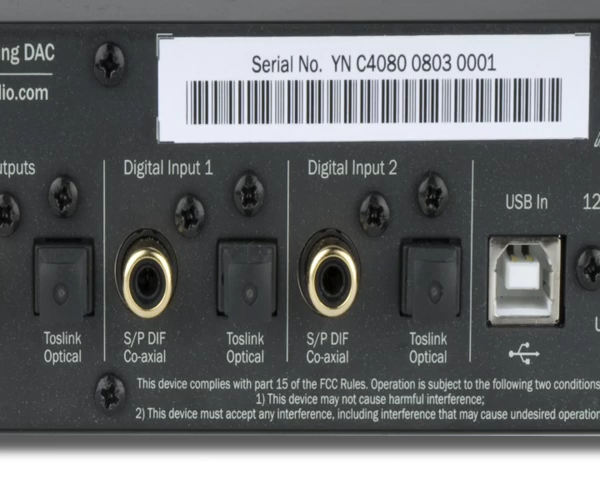 ng DAC
Serial No. YN C4080 0803 0001
io.com
utputs
Digital Input 1
Digital Input 2
USB In
12
Toslink
Optical
S/P DIF
Co-axial
Toslink
Optical
S/P DIF
Co-axial
Toslink
Optical
This device complies with part 15 of the FCC Rules. Operation is subject to the following two conditions
1) This device may not cause harmful interference;
2) This device must accept any interference, including interference that may cause undesired operation